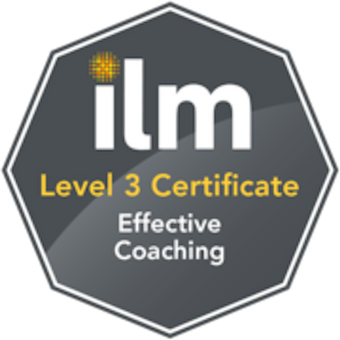 ilm
Level 3 Certificate
Effective
Coaching